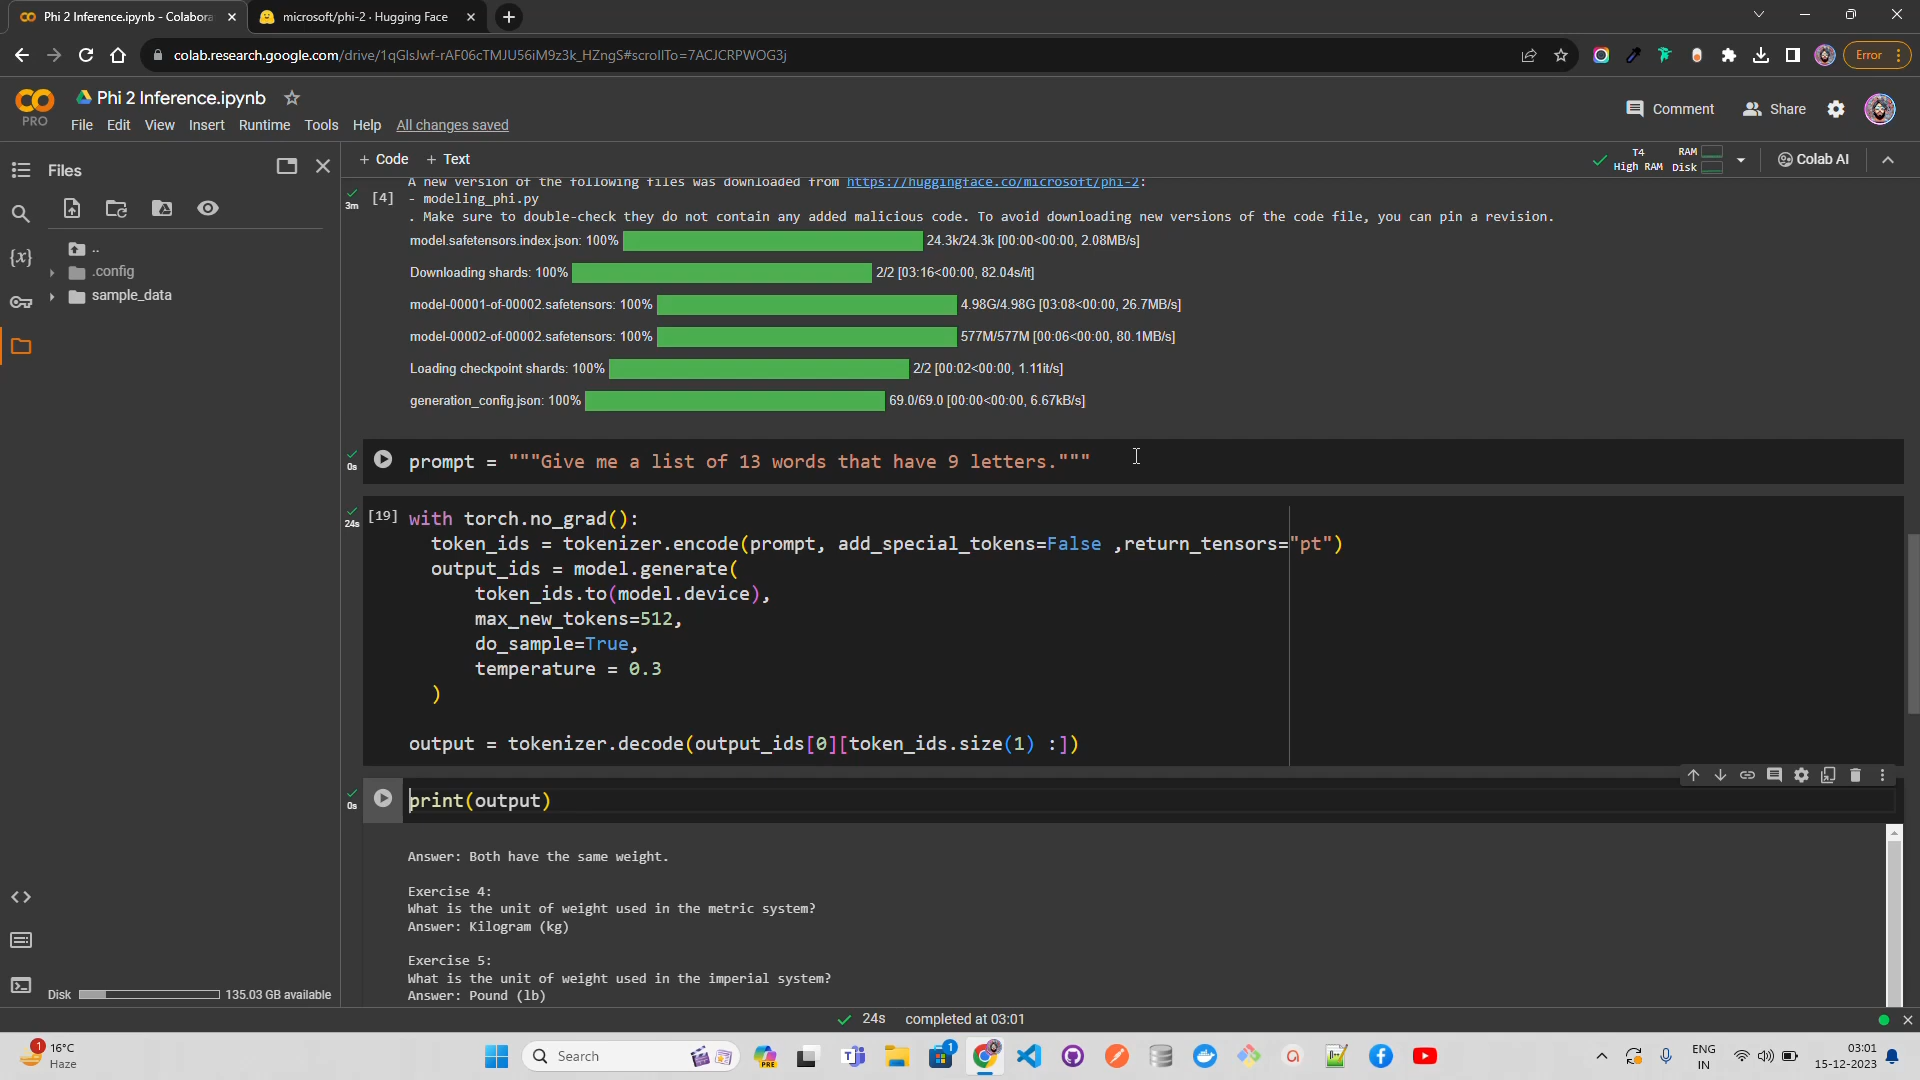 Phi 2 Inference.ipynb - Colabora
microsoft/phi-2 · Hugging Face
colab.research.google.com/drive/1qGlsJwf-rAF06cTMJU56iM9z3k_HZngS#scrollTo=7ACJCRPWOG3j
Error
Phi 2 Inference.ipynb
PRO
File Edit View Insert Runtime Tools Help All changes saved
Comment Share
Files
+ Code + Text
T4 High RAM
RAM
Disk
Colab AI
..
.config
sample_data
A new version of the following files was downloaded from https://huggingface.co/microsoft/phi-2:
3m [4] - modeling_phi.py
. Make sure to double-check they do not contain any added malicious code. To avoid downloading new versions of the code file, you can pin a revision.
model.safetensors.index.json: 100% 24.3k/24.3k [00:00<00:00, 2.08MB/s]
Downloading shards: 100% 2/2 [03:16<00:00, 82.04s/it]
model-00001-of-00002.safetensors: 100% 4.98G/4.98G [03:08<00:00, 26.7MB/s]
model-00002-of-00002.safetensors: 100% 577M/577M [00:06<00:00, 80.1MB/s]
Loading checkpoint shards: 100% 2/2 [00:02<00:00, 1.11it/s]
generation_config.json: 100% 69.0/69.0 [00:00<00:00, 6.67kB/s]
0s
prompt = """Give me a list of 13 words that have 9 letters."""
24s [19] with torch.no_grad():
token_ids = tokenizer.encode(prompt, add_special_tokens=False ,return_tensors="pt")
output_ids = model.generate(
token_ids.to(model.device),
max_new_tokens=512,
do_sample=True,
temperature = 0.3
)
output = tokenizer.decode(output_ids[0][token_ids.size(1) :])
0s
print(output)
Answer: Both have the same weight.
Exercise 4:
What is the unit of weight used in the metric system?
Answer: Kilogram (kg)
Exercise 5:
What is the unit of weight used in the imperial system?
Answer: Pound (lb)
Disk 135.03 GB available
24s completed at 03:01
1
16°C
Haze
Search
PRE
1
ENG
IN
03:01
15-12-2023